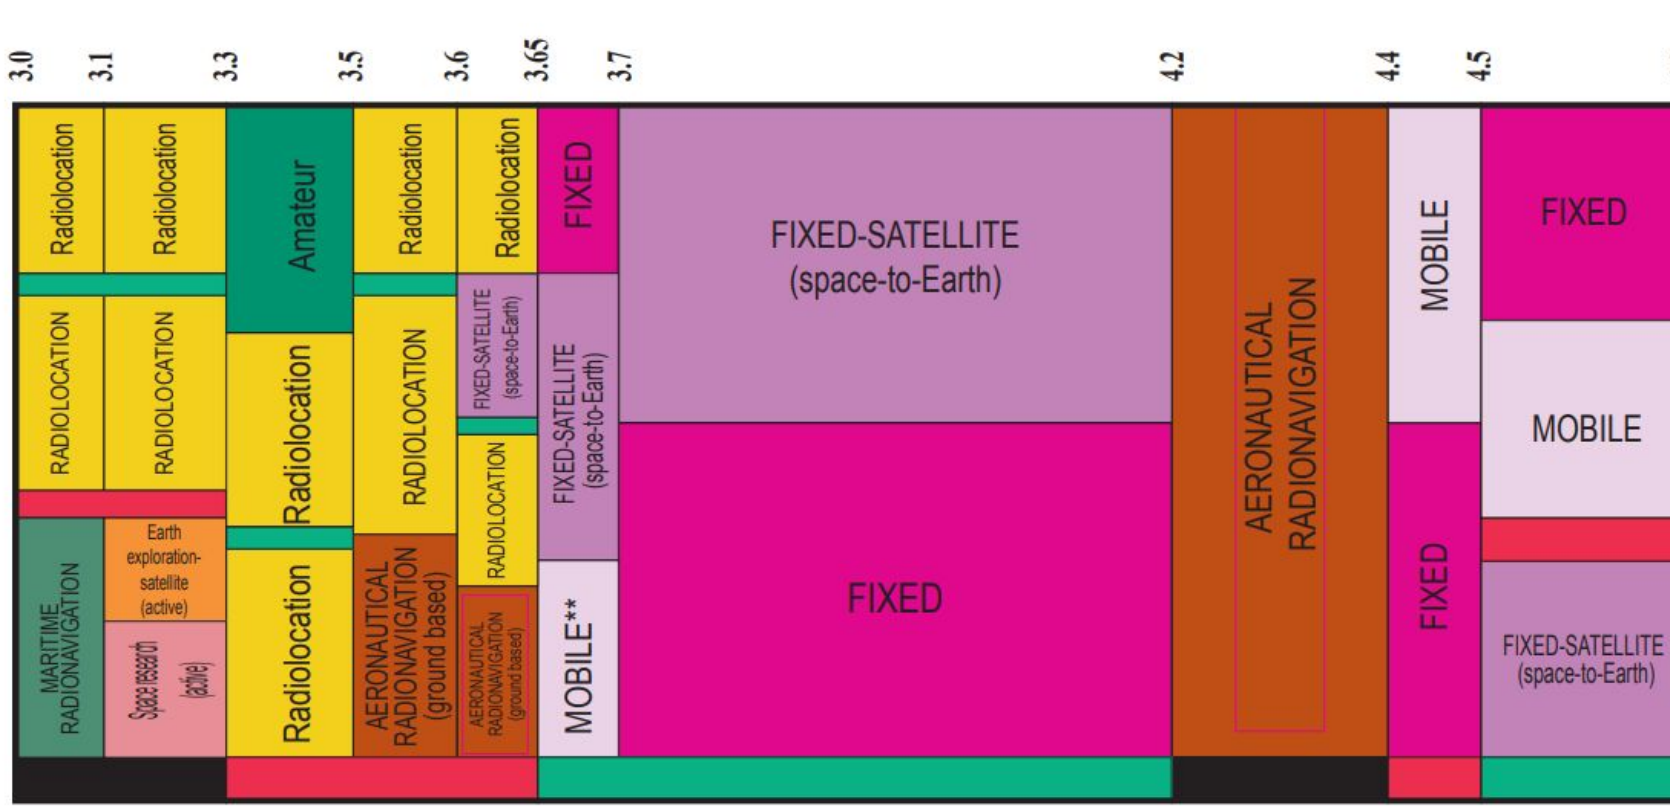 3.0
3.1
3.3
3.5
3.6
3.65
3.7
4.2
4.4
4.5
Radiolocation
RADIOLOCATION
MARITIME
RADIONAVIGATION
Radiolocation
RADIOLOCATION
Earth
exploration-
satellite
(active)
Space research
(active)
Amateur
Radiolocation
Radiolocation
Radiolocation
RADIOLOCATION
AERONAUTICAL
RADIONAVIGATION
(ground based)
Radiolocation
FIXED-SATELLITE
(space-to-Earth)
RADIOLOCATION
AERONAUTICAL
RADIONAVIGATION
(ground based)
FIXED
FIXED-SATELLITE
(space-to-Earth)
MOBILE**
FIXED-SATELLITE
(space-to-Earth)
FIXED
AERONAUTICAL
RADIONAVIGATION
MOBILE
FIXED
FIXED
MOBILE
FIXED-SATELLITE
(space-to-Earth)